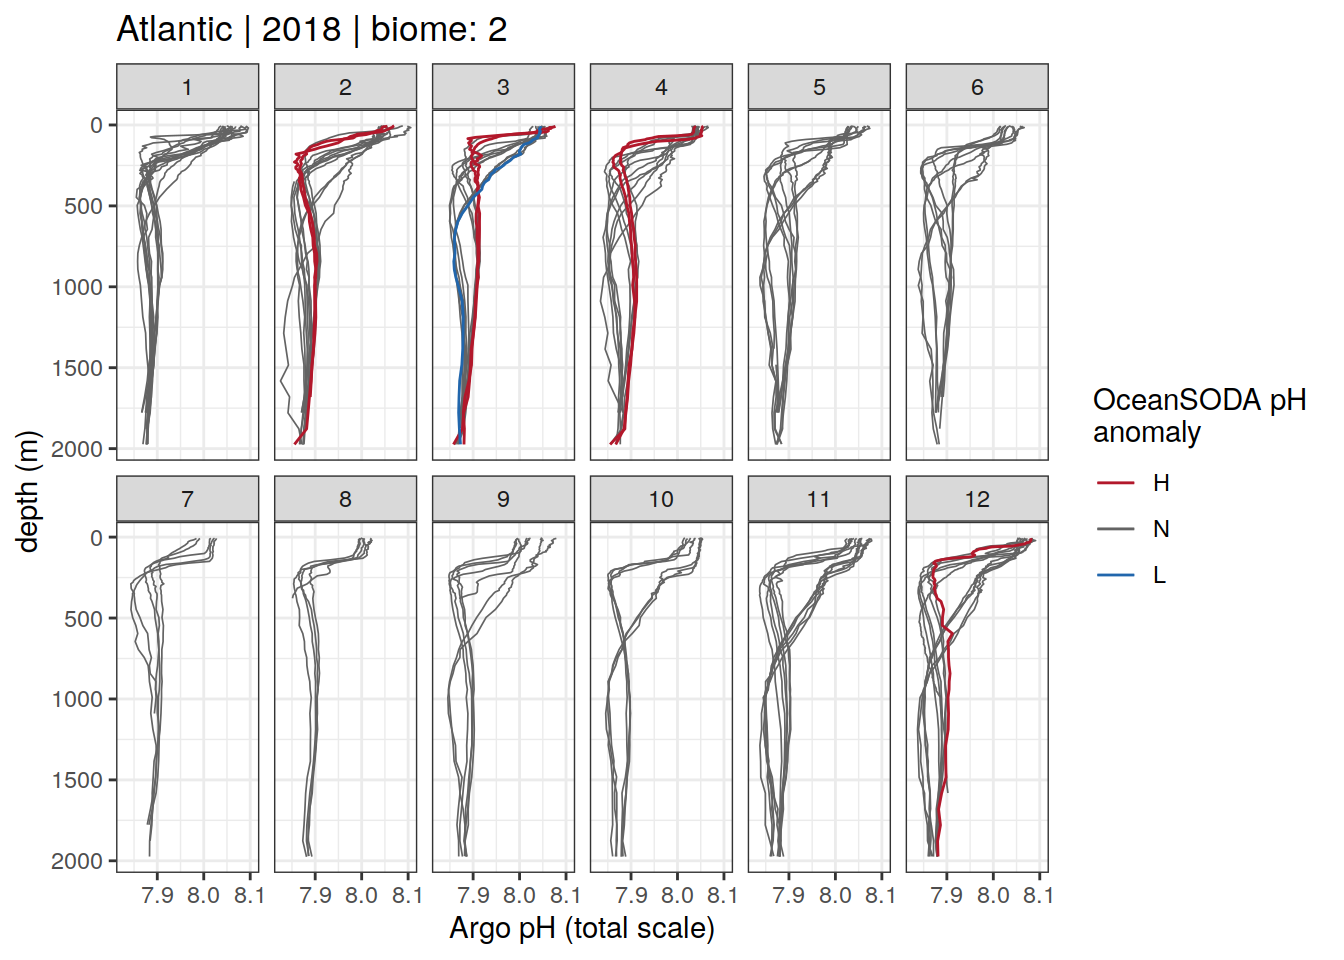 Atlantic | 2018 | biome: 2
1 2 3 4 5 6
0
500
1000
1500
2000
7 8 9 10 11 12
0
500
1000
1500
2000
7.9 8.0 8.1 7.9 8.0 8.1 7.9 8.0 8.1 7.9 8.0 8.1 7.9 8.0 8.1 7.9 8.0 8.1
Argo pH (total scale)
depth (m)
OceanSODA pH
anomaly
H
N
L